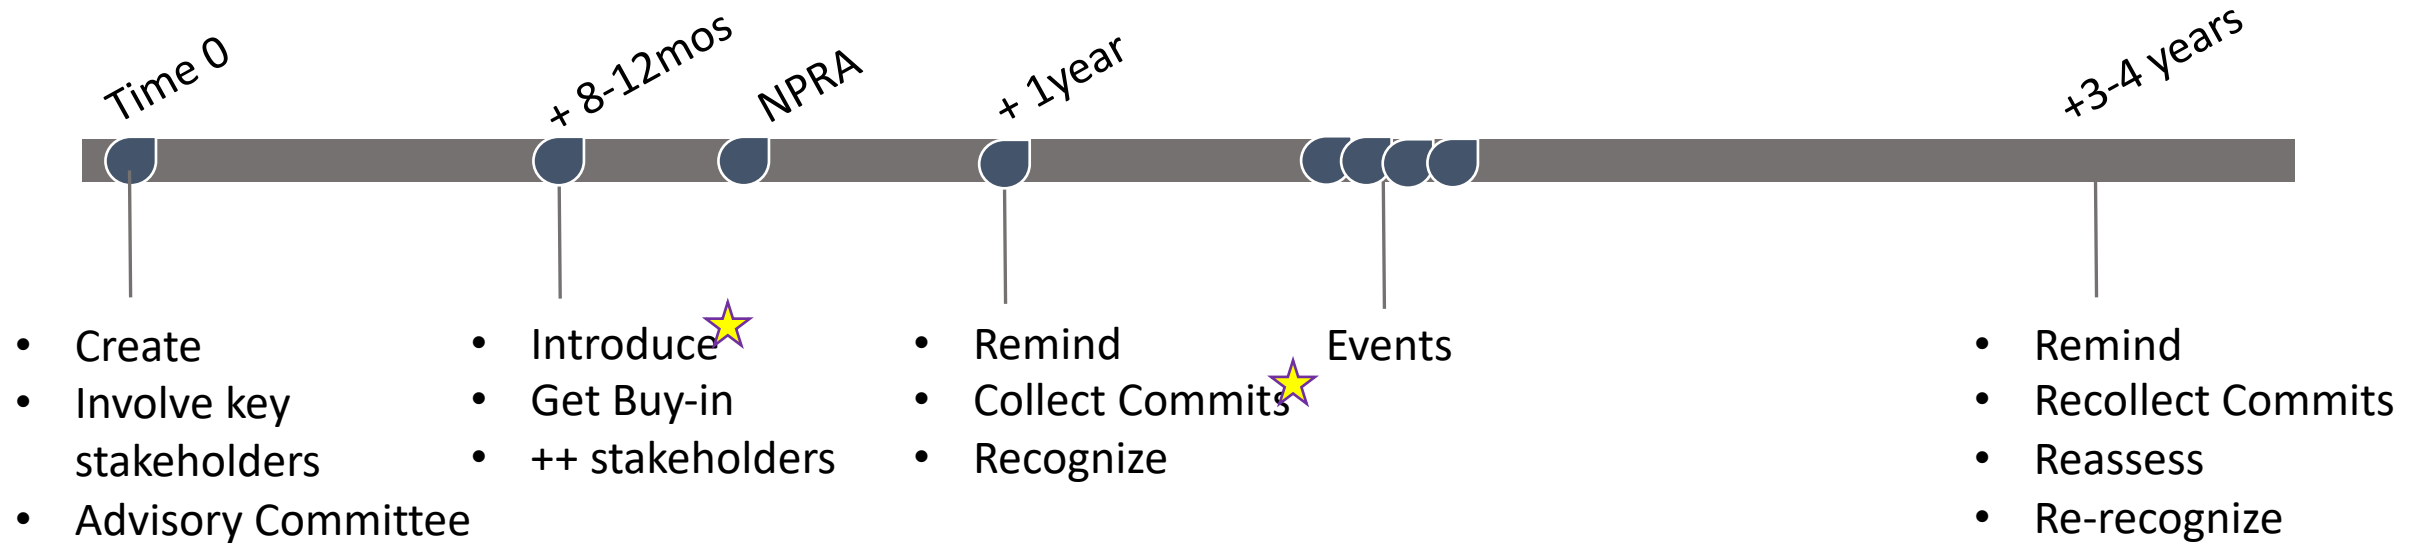 Time 0
+ 8-12mos
NPRA
+ 1year
+3-4 years
• Create
• Involve key
stakeholders
• Advisory Committee
• Introduce
• Get Buy-in
• ++ stakeholders
• Remind
• Collect Commits
• Recognize
Events
• Remind
• Recollect Commits
• Reassess
• Re-recognize